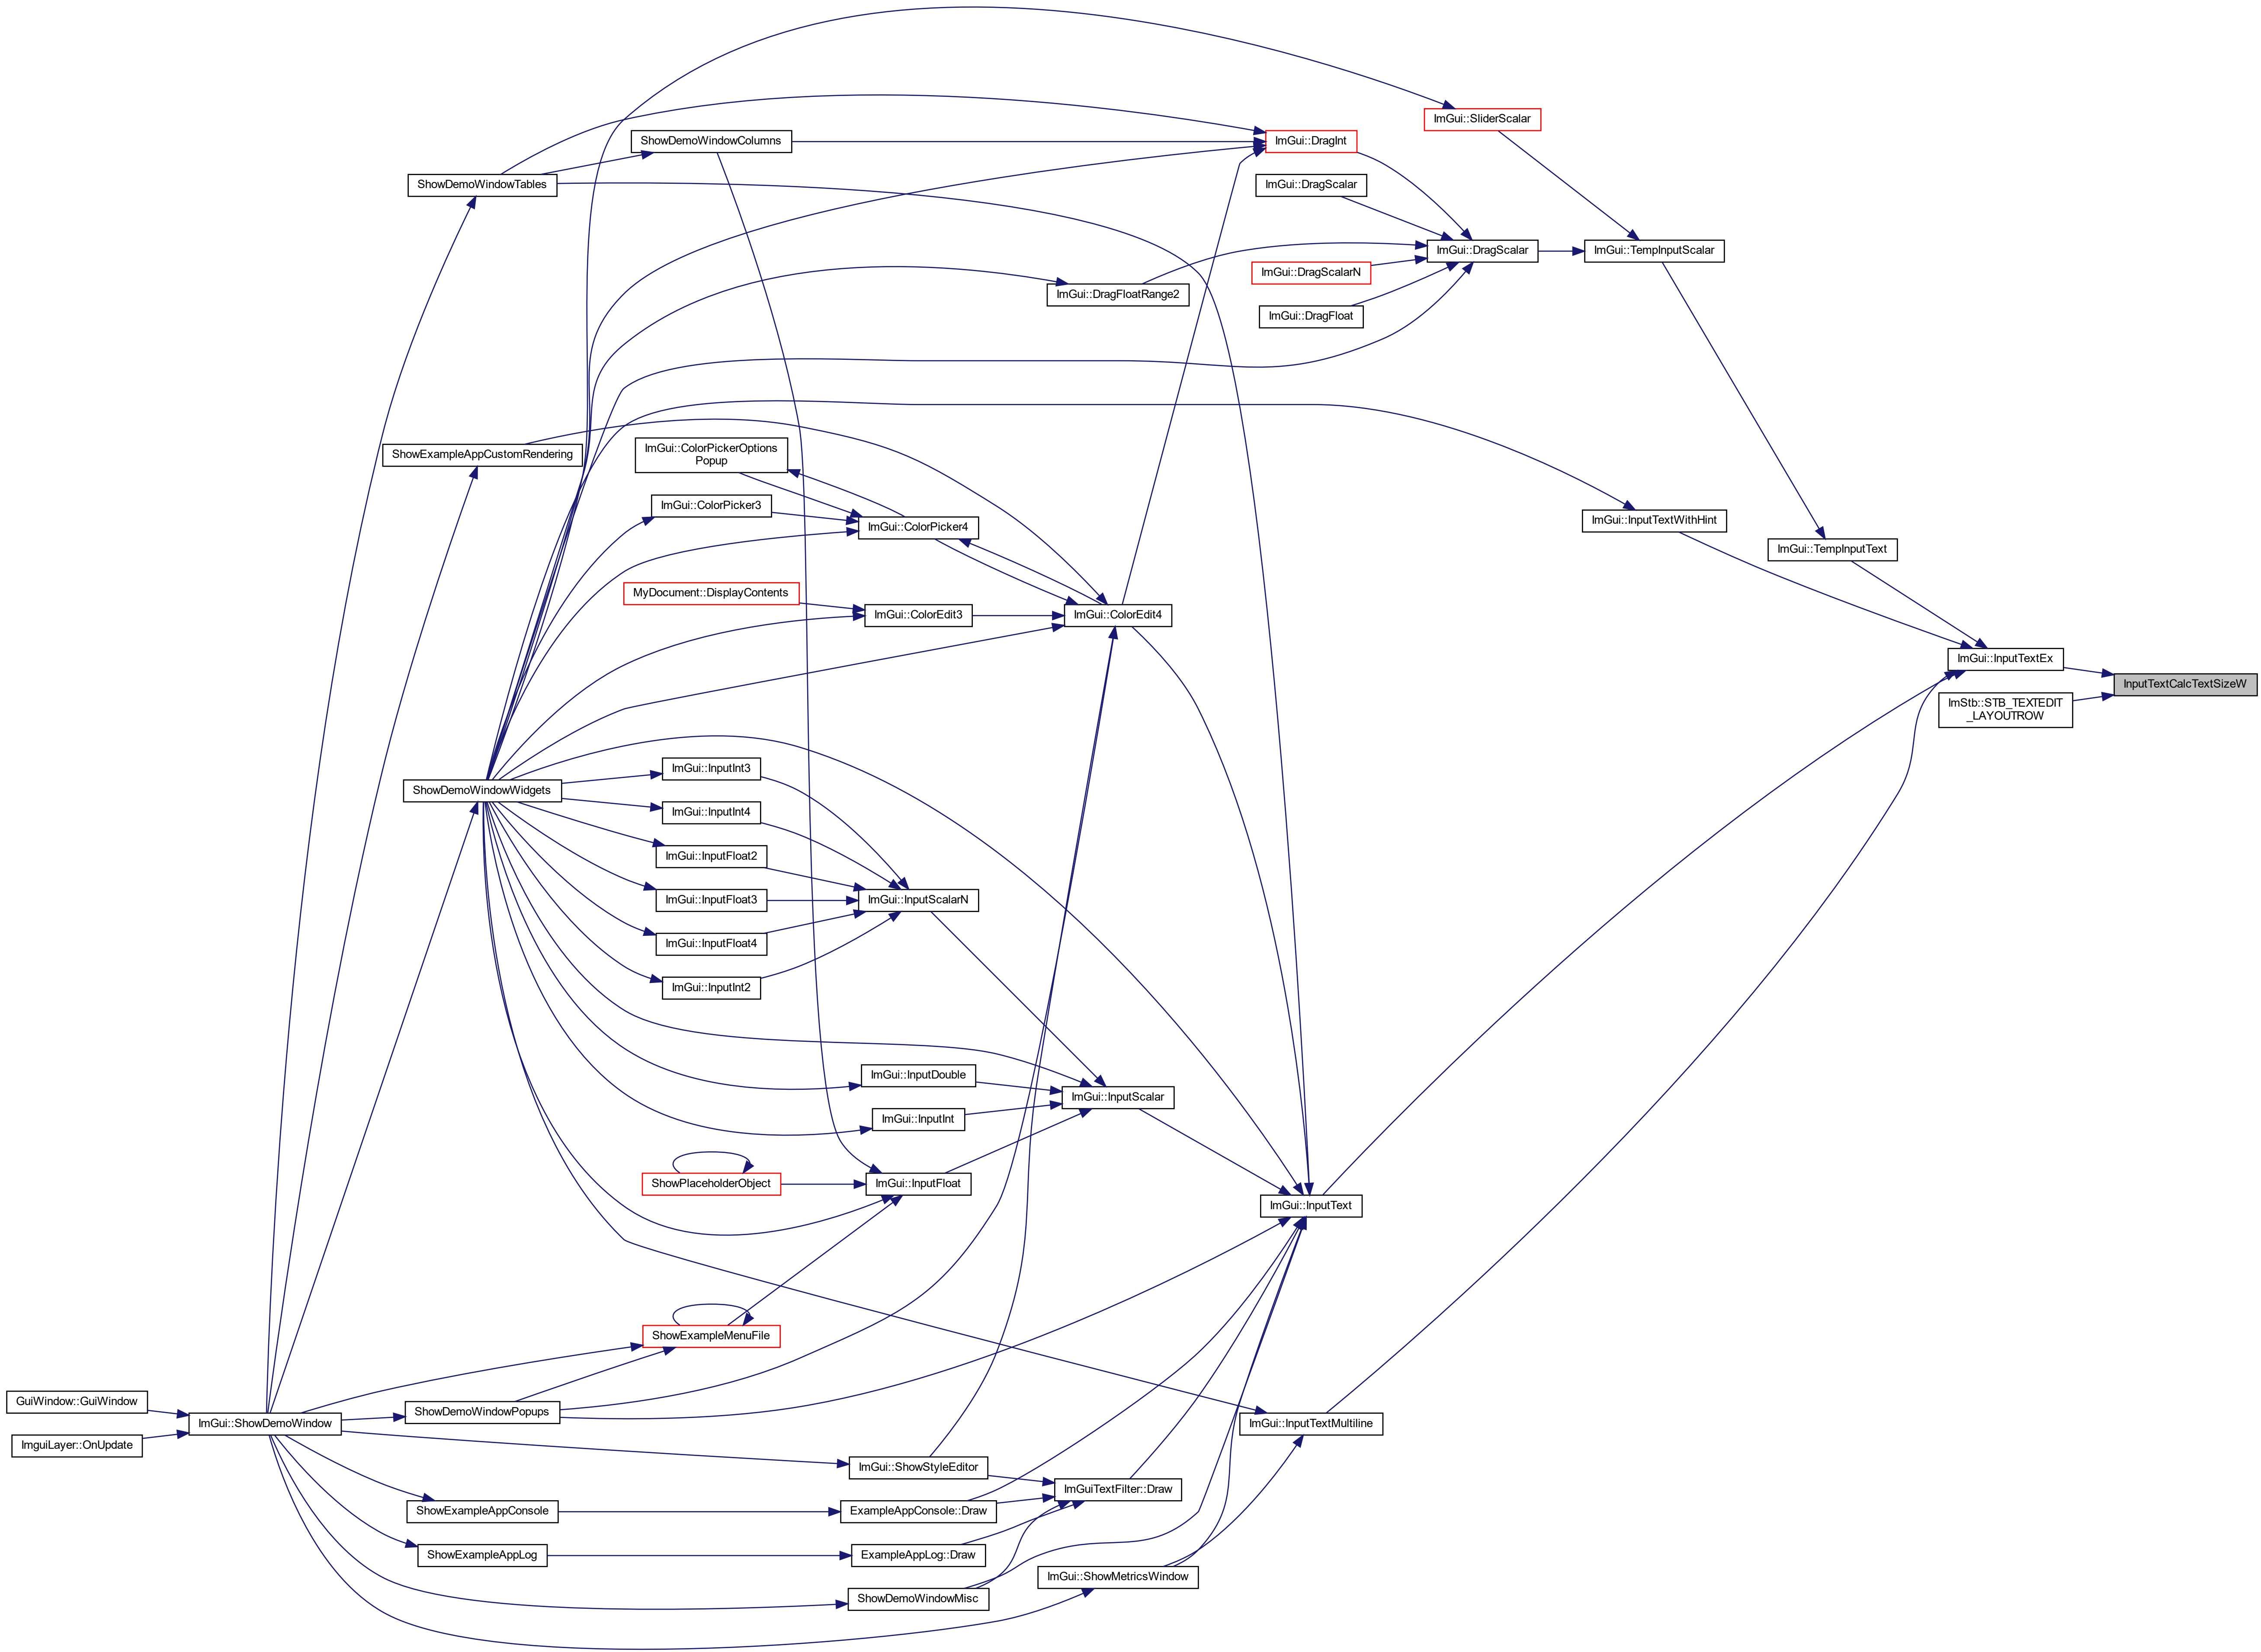 ImGui::SliderScalar
ShowDemoWindowColumns
ImGui::DragInt
ShowDemoWindowTables
ImGui::DragScalar
ImGui::DragScalar
ImGui::TempInputScalar
ImGui::DragScalarN
ImGui::DragFloatRange2
ImGui::DragFloat
ShowExampleAppCustomRendering
ImGui::ColorPickerOptions
Popup
ImGui::ColorPicker3
ImGui::ColorPicker4
ImGui::InputTextWithHint
ImGui::TempInputText
MyDocument::DisplayContents
ImGui::ColorEdit3
ImGui::ColorEdit4
ImGui::InputTextEx
InputTextCalcTextSizeW
ImStb::STB_TEXTEDIT
_LAYOUTROW
ShowDemoWindowWidgets
ImGui::InputInt3
ImGui::InputInt4
ImGui::InputFloat2
ImGui::InputFloat3
ImGui::InputScalarN
ImGui::InputFloat4
ImGui::InputInt2
ImGui::InputDouble
ImGui::InputScalar
ImGui::InputInt
ShowPlaceholderObject
ImGui::InputFloat
ImGui::InputText
ShowExampleMenuFile
GuiWindow::GuiWindow
ImGui::ShowDemoWindow
ShowDemoWindowPopups
ImGui::InputTextMultiline
ImguiLayer::OnUpdate
ImGui::ShowStyleEditor
ImGuiTextFilter::Draw
ShowExampleAppConsole
ExampleAppConsole::Draw
ShowExampleAppLog
ExampleAppLog::Draw
ImGui::ShowMetricsWindow
ShowDemoWindowMisc